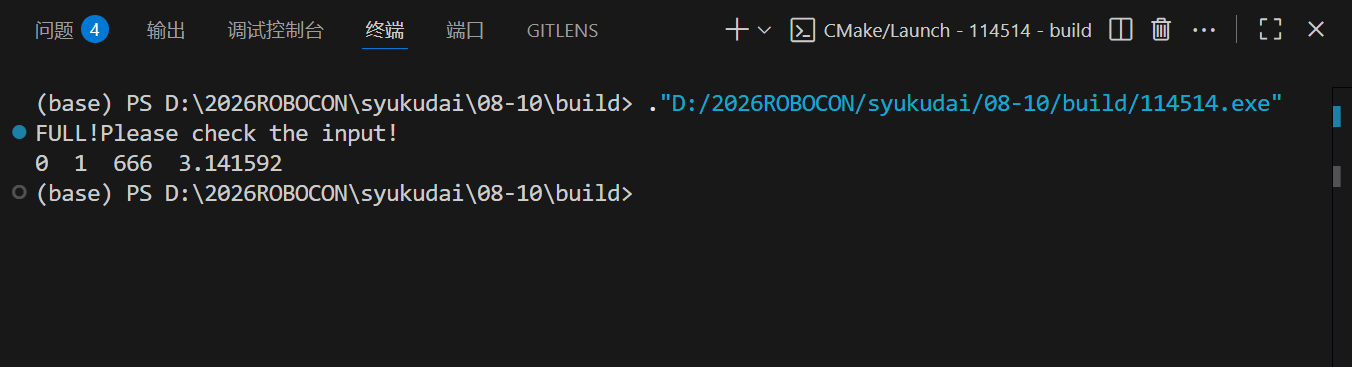 问题 4 输出 调试控制台 终端 端口 GITLENS CMake/Launch - 114514 - build
(base) PS D:\2026ROBOCON\syukudai\08-10\build> ."D:/2026ROBOCON/syukudai/08-10/build/114514.exe"
FULL!Please check the input!
0  1  666  3.141592
(base) PS D:\2026ROBOCON\syukudai\08-10\build>